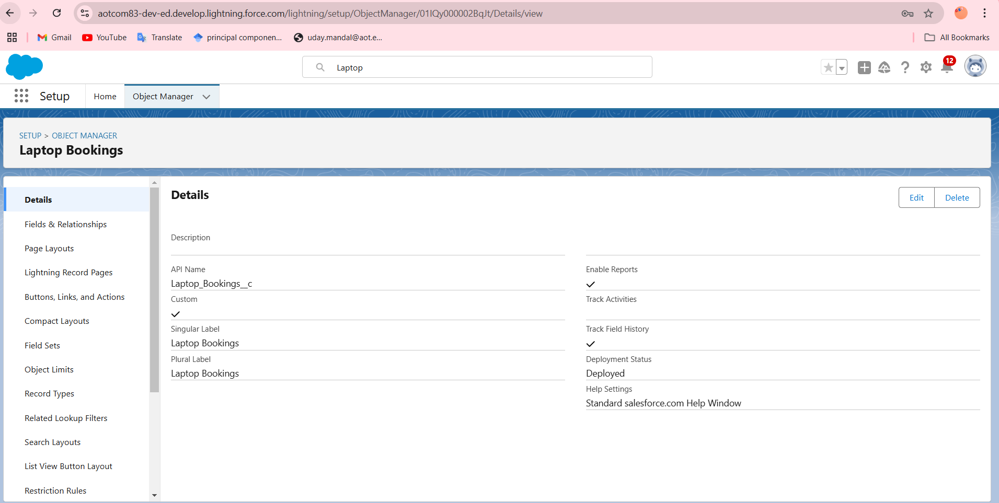 aotcom83-dev-ed.develop.lightning.force.com/lightning/setup/ObjectManager/01IQy000002BqJt/Details/view
Gmail YouTube Translate principal componen... uday.mandal@aot.e... All Bookmarks
Laptop
12
Setup Home Object Manager
SETUP > OBJECT MANAGER
Laptop Bookings
Details
Fields & Relationships
Page Layouts
Lightning Record Pages
Buttons, Links, and Actions
Compact Layouts
Field Sets
Object Limits
Record Types
Related Lookup Filters
Search Layouts
List View Button Layout
Restriction Rules
Details
Edit Delete
Description
API Name
Laptop_Bookings__c
Custom
Singular Label
Laptop Bookings
Plural Label
Laptop Bookings
Enable Reports
Track Activities
Track Field History
Deployment Status
Deployed
Help Settings
Standard salesforce.com Help Window